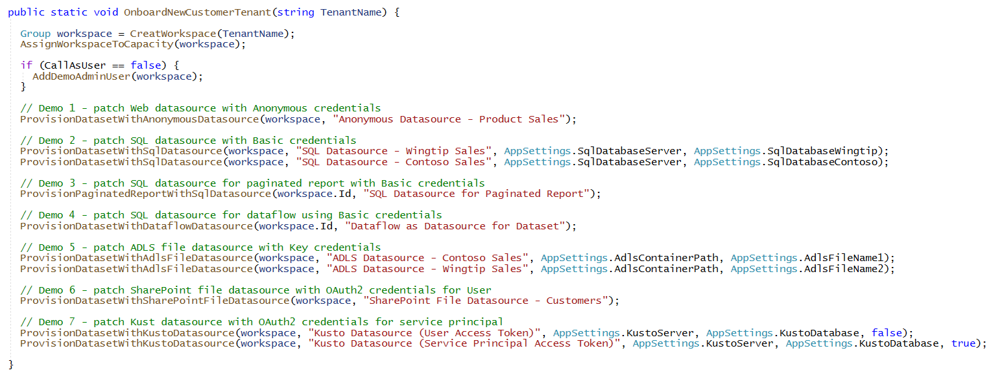 public static void OnboardNewCustomerTenant(string TenantName) {
Group workspace = CreatWorkspace(TenantName);
AssignWorkspaceToCapacity(workspace);
if (CallAsUser == false) {
AddDemoAdminUser(workspace);
}
// Demo 1 - patch Web datasource with Anonymous credentials
ProvisionDatasetWithAnonymousDatasource(workspace, "Anonymous Datasource - Product Sales");
// Demo 2 - patch SQL datasource with Basic credentials
ProvisionDatasetWithSqlDatasource(workspace, "SQL Datasource - Wingtip Sales", AppSettings.SqlDatabaseServer, AppSettings.SqlDatabaseWingtip);
ProvisionDatasetWithSqlDatasource(workspace, "SQL Datasource - Contoso Sales", AppSettings.SqlDatabaseServer, AppSettings.SqlDatabaseContoso);
// Demo 3 - patch SQL datasource for paginated report with Basic credentials
ProvisionPaginatedReportWithSqlDatasource(workspace.Id, "SQL Datasource for Paginated Report");
// Demo 4 - patch SQL datasource for dataflow using Basic credentials
ProvisionDatasetWithDataflowDatasource(workspace.Id, "Dataflow as Datasource for Dataset");
// Demo 5 - patch ADLS file datasource with Key credentials
ProvisionDatasetWithAdlsFileDatasource(workspace, "ADLS Datasource - Contoso Sales", AppSettings.AdlsContainerPath, AppSettings.AdlsFileName1);
ProvisionDatasetWithAdlsFileDatasource(workspace, "ADLS Datasource - Wingtip Sales", AppSettings.AdlsContainerPath, AppSettings.AdlsFileName2);
// Demo 6 - patch SharePoint file datasource with OAuth2 credentials for User
ProvisionDatasetWithSharePointFileDatasource(workspace, "SharePoint File Datasource - Customers");
// Demo 7 - patch Kust datasource with OAuth2 credentials for service principal
ProvisionDatasetWithKustoDatasource(workspace, "Kusto Datasource (User Access Token)", AppSettings.KustoServer, AppSettings.KustoDatabase, false);
ProvisionDatasetWithKustoDatasource(workspace, "Kusto Datasource (Service Principal Access Token)", AppSettings.KustoServer, AppSettings.KustoDatabase, true);
}